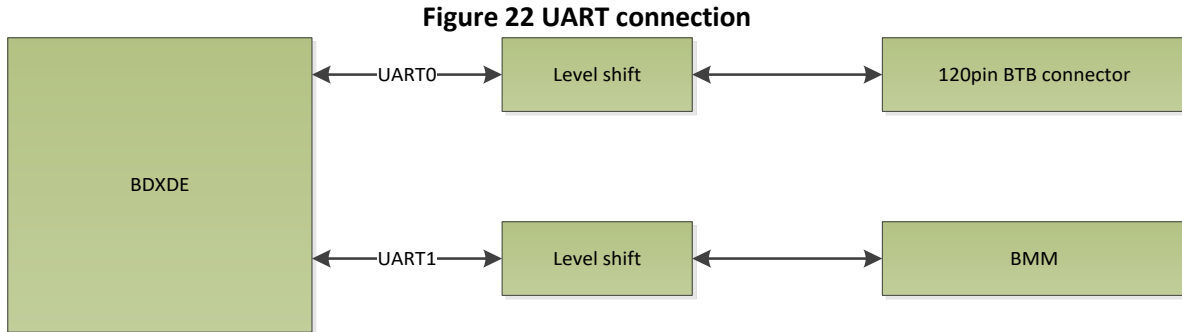 Figure 22 UART connection
UART0
Level shift
120pin BTB connector
BDXDE
UART1
Level shift
BMM